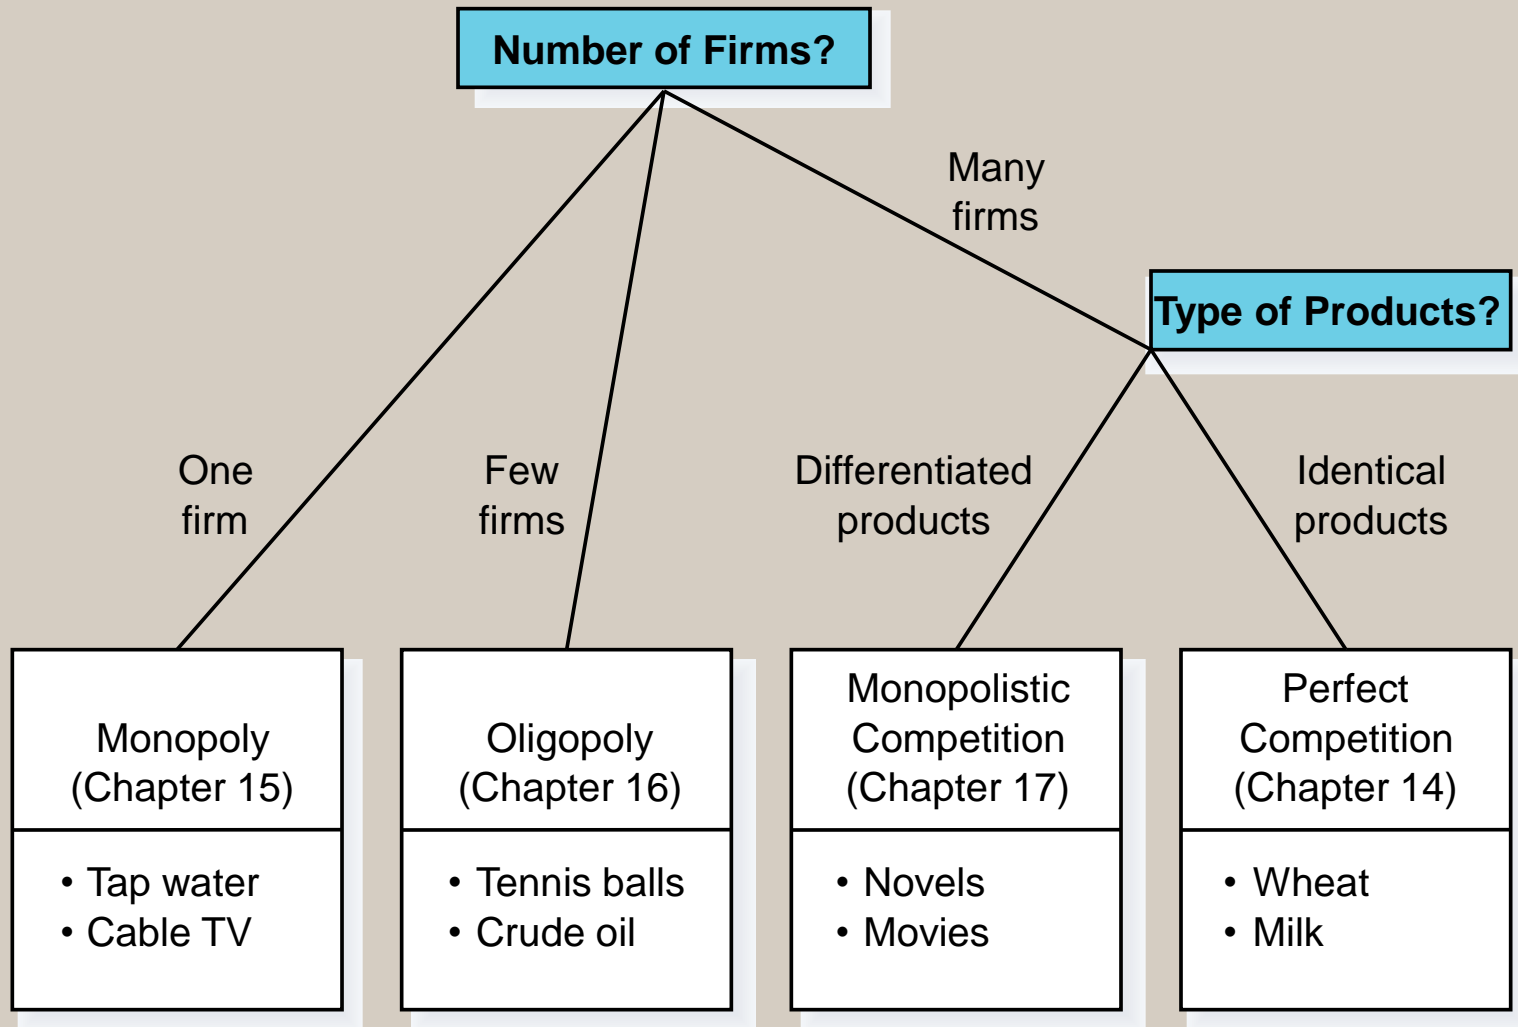 Number of Firms?
Many
firms
Type of Products?
One
firm
Few
firms
Differentiated
products
Identical
products
Monopoly
(Chapter 15)
• Tap water
• Cable TV
Oligopoly
(Chapter 16)
• Tennis balls
• Crude oil
Monopolistic
Competition
(Chapter 17)
• Novels
• Movies
Perfect
Competition
(Chapter 14)
• Wheat
• Milk